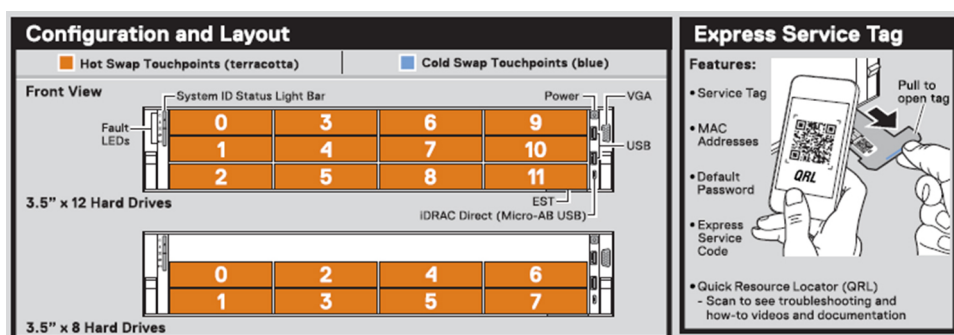 Configuration and Layout
Hot Swap Touchpoints (terracotta)
Cold Swap Touchpoints (blue)
Front View
System ID Status Light Bar
Power
VGA
Fault
LEDs
USB
0 3 6 9
1 4 7 10
2 5 8 11
EST
iDRAC Direct (Micro-AB USB)
3.5" x 12 Hard Drives
0 2 4 6
1 3 5 7
3.5" x 8 Hard Drives
Express Service Tag
Features:
• Service Tag
• MAC
Addresses
• Default
Password
• Express
Service
Code
Pull to
open tag
QRL
• Quick Resource Locator (QRL)
- Scan to see troubleshooting and
how-to videos and documentation